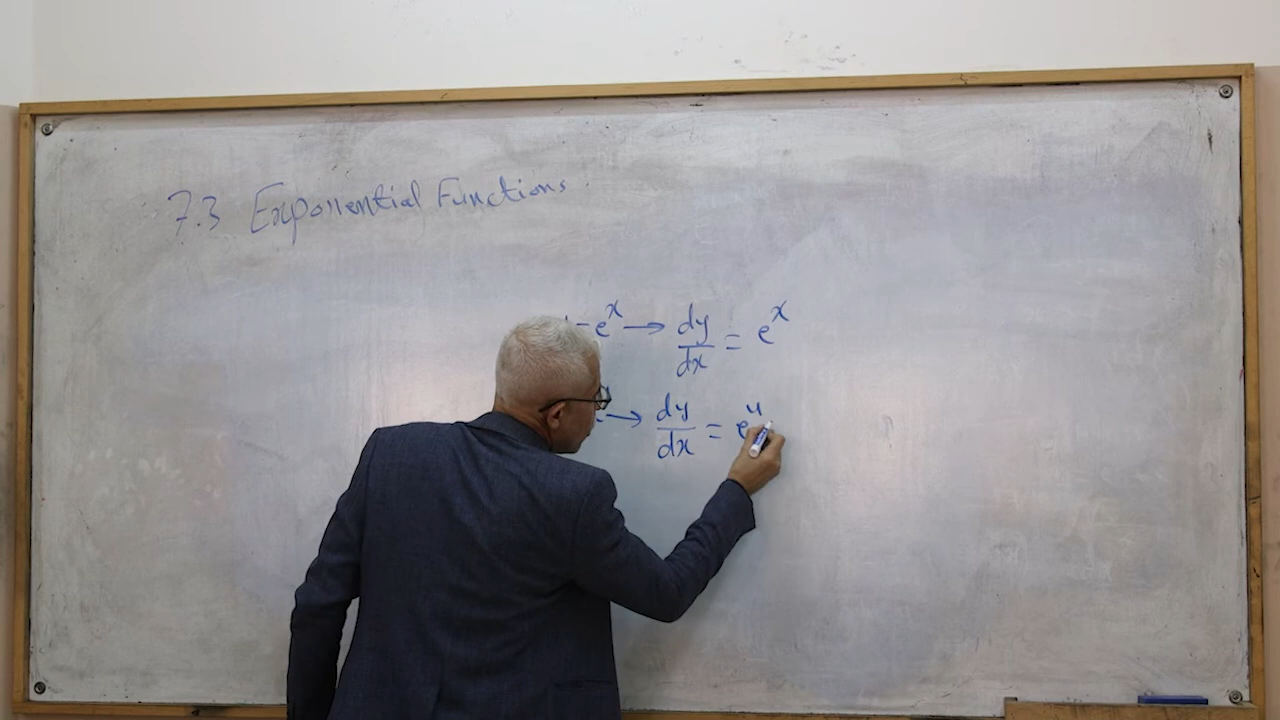 7.3 Exponential Functions
= e^x → dy/dx = e^x
→ dy/dx = e^u